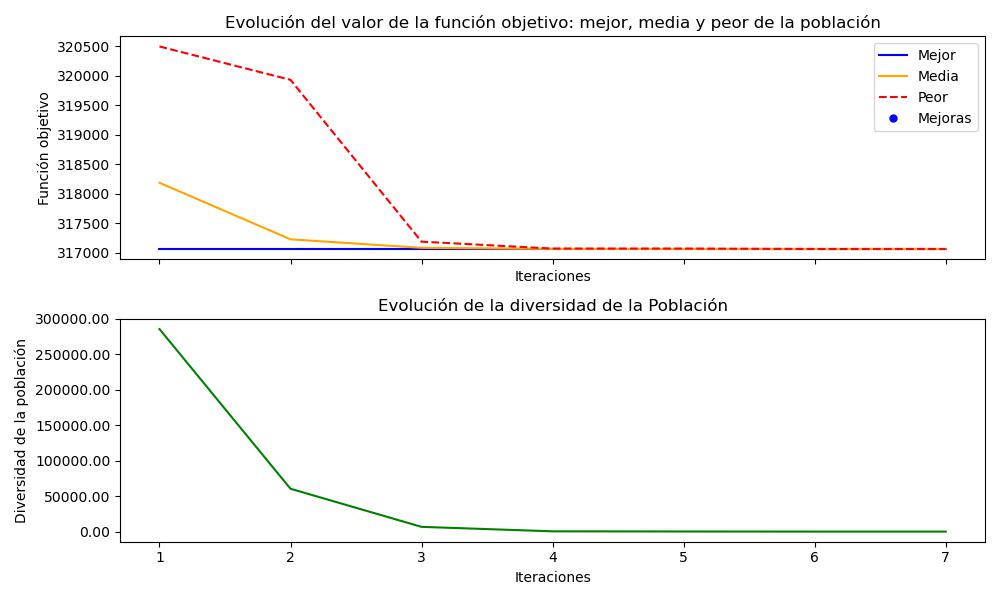 Evolución del valor de la función objetivo: mejor, media y peor de la población
Función objetivo
320500
320000
319500
319000
318500
318000
317500
317000
Mejor
Media
Peor
Mejoras
Iteraciones
Evolución de la diversidad de la Población
Diversidad de la población
300000.00
250000.00
200000.00
150000.00
100000.00
50000.00
0.00
1 2 3 4 5 6 7
Iteraciones